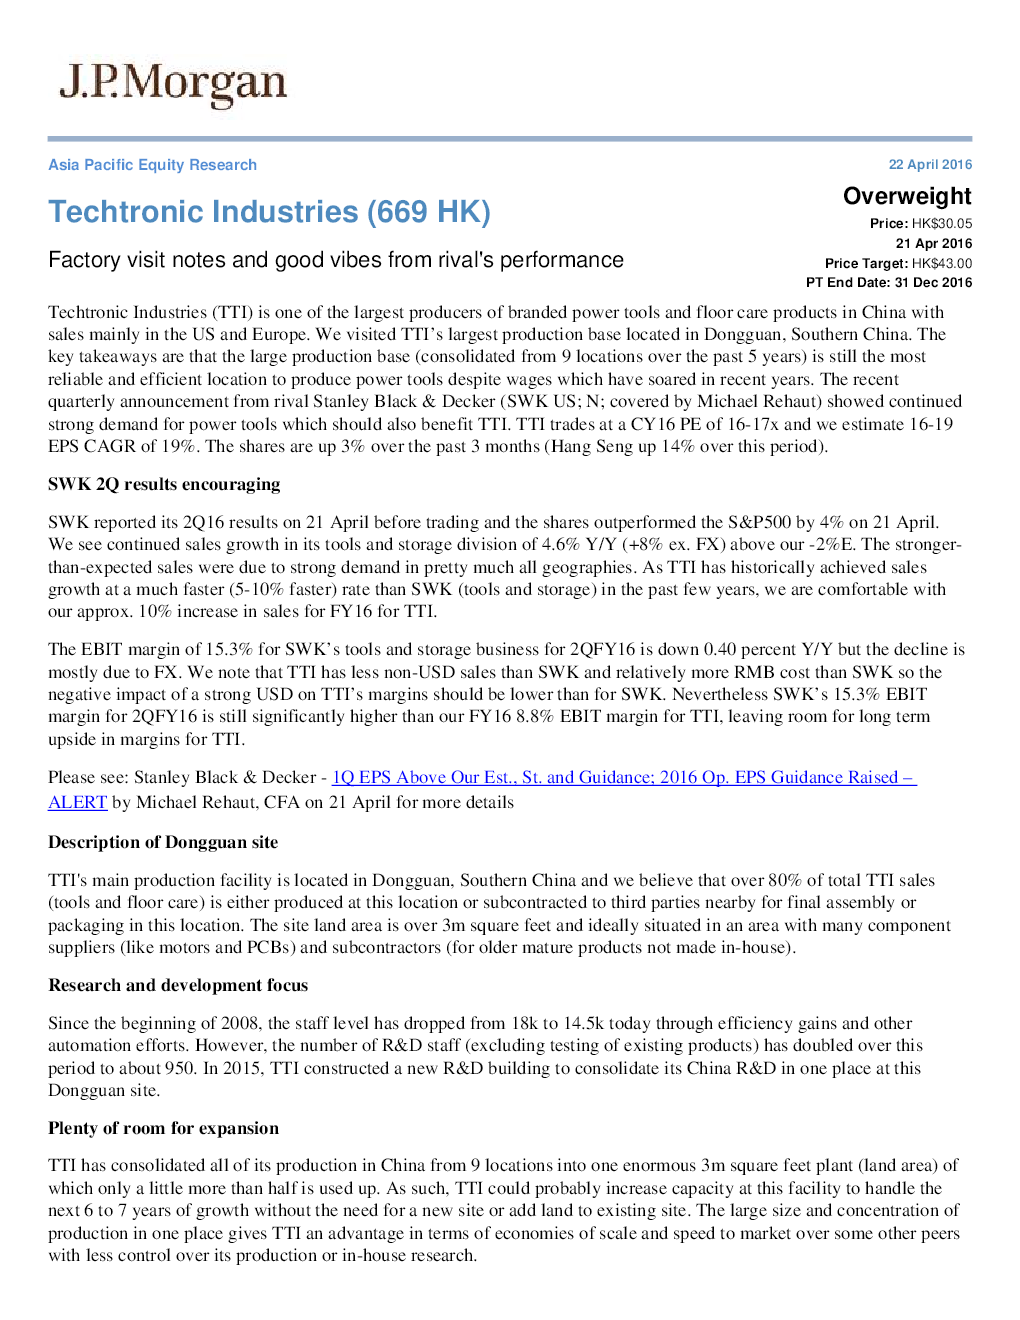 J.P.Morgan
Asia Pacific Equity Research
22 April 2016
Techtronic Industries (669 HK)
Factory visit notes and good vibes from rival's performance
Overweight
Price: HK$30.05
21 Apr 2016
Price Target: HK$43.00
PT End Date: 31 Dec 2016
Techtronic Industries (TTI) is one of the largest producers of branded power tools and floor care products in China with
sales mainly in the US and Europe. We visited TTI’s largest production base located in Dongguan, Southern China. The
key takeaways are that the large production base (consolidated from 9 locations over the past 5 years) is still the most
reliable and efficient location to produce power tools despite wages which have soared in recent years. The recent
quarterly announcement from rival Stanley Black & Decker (SWK US; N; covered by Michael Rehaut) showed continued
strong demand for power tools which should also benefit TTI. TTI trades at a CY16 PE of 16-17x and we estimate 16-19
EPS CAGR of 19%. The shares are up 3% over the past 3 months (Hang Seng up 14% over this period).
SWK 2Q results encouraging
SWK reported its 2Q16 results on 21 April before trading and the shares outperformed the S&P500 by 4% on 21 April.
We see continued sales growth in its tools and storage division of 4.6% Y/Y (+8% ex. FX) above our -2%E. The stronger-
than-expected sales were due to strong demand in pretty much all geographies. As TTI has historically achieved sales
growth at a much faster (5-10% faster) rate than SWK (tools and storage) in the past few years, we are comfortable with
our approx. 10% increase in sales for FY16 for TTI.
The EBIT margin of 15.3% for SWK’s tools and storage business for 2QFY16 is down 0.40 percent Y/Y but the decline is
mostly due to FX. We note that TTI has less non-USD sales than SWK and relatively more RMB cost than SWK so the
negative impact of a strong USD on TTI’s margins should be lower than for SWK. Nevertheless SWK’s 15.3% EBIT
margin for 2QFY16 is still significantly higher than our FY16 8.8% EBIT margin for TTI, leaving room for long term
upside in margins for TTI.
Please see: Stanley Black & Decker - 1Q EPS Above Our Est., St. and Guidance; 2016 Op. EPS Guidance Raised –
ALERT by Michael Rehaut, CFA on 21 April for more details
Description of Dongguan site
TTI's main production facility is located in Dongguan, Southern China and we believe that over 80% of total TTI sales
(tools and floor care) is either produced at this location or subcontracted to third parties nearby for final assembly or
packaging in this location. The site land area is over 3m square feet and ideally situated in an area with many component
suppliers (like motors and PCBs) and subcontractors (for older mature products not made in-house).
Research and development focus
Since the beginning of 2008, the staff level has dropped from 18k to 14.5k today through efficiency gains and other
automation efforts. However, the number of R&D staff (excluding testing of existing products) has doubled over this
period to about 950. In 2015, TTI constructed a new R&D building to consolidate its China R&D in one place at this
Dongguan site.
Plenty of room for expansion
TTI has consolidated all of its production in China from 9 locations into one enormous 3m square feet plant (land area) of
which only a little more than half is used up. As such, TTI could probably increase capacity at this facility to handle the
next 6 to 7 years of growth without the need for a new site or add land to existing site. The large size and concentration of
production in one place gives TTI an advantage in terms of economies of scale and speed to market over some other peers
with less control over its production or in-house research.